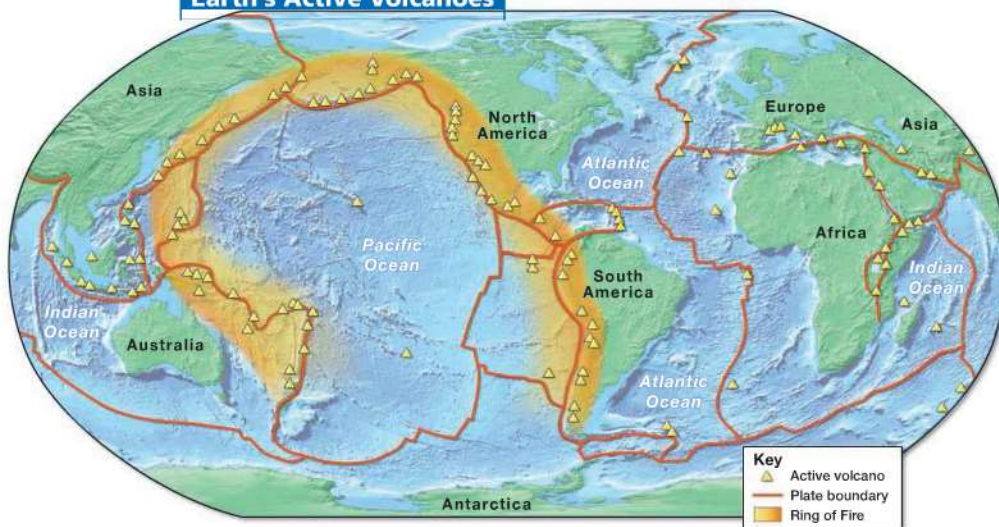 Earth's Active Volcanoes
Asia
North
America
Europe
Asia
Atlantic
Ocean
Pacific
Ocean
Africa
South
America
Indian
Ocean
Indian
Ocean
Australia
Atlantic
Ocean
Antarctica
Key
Active volcano
Plate boundary
Ring of Fire